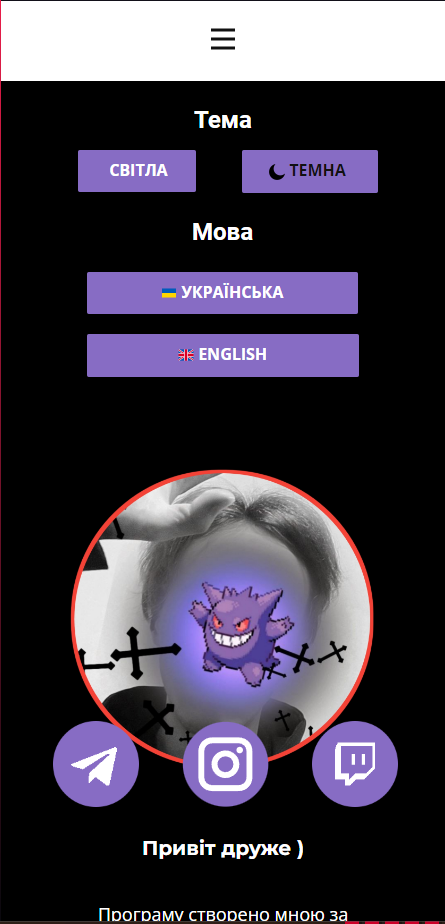 Тема
СВІТЛА
ТЕМНА
Мова
УКРАЇНСЬКА
ENGLISH
Привіт друже )
Програму створено мною за